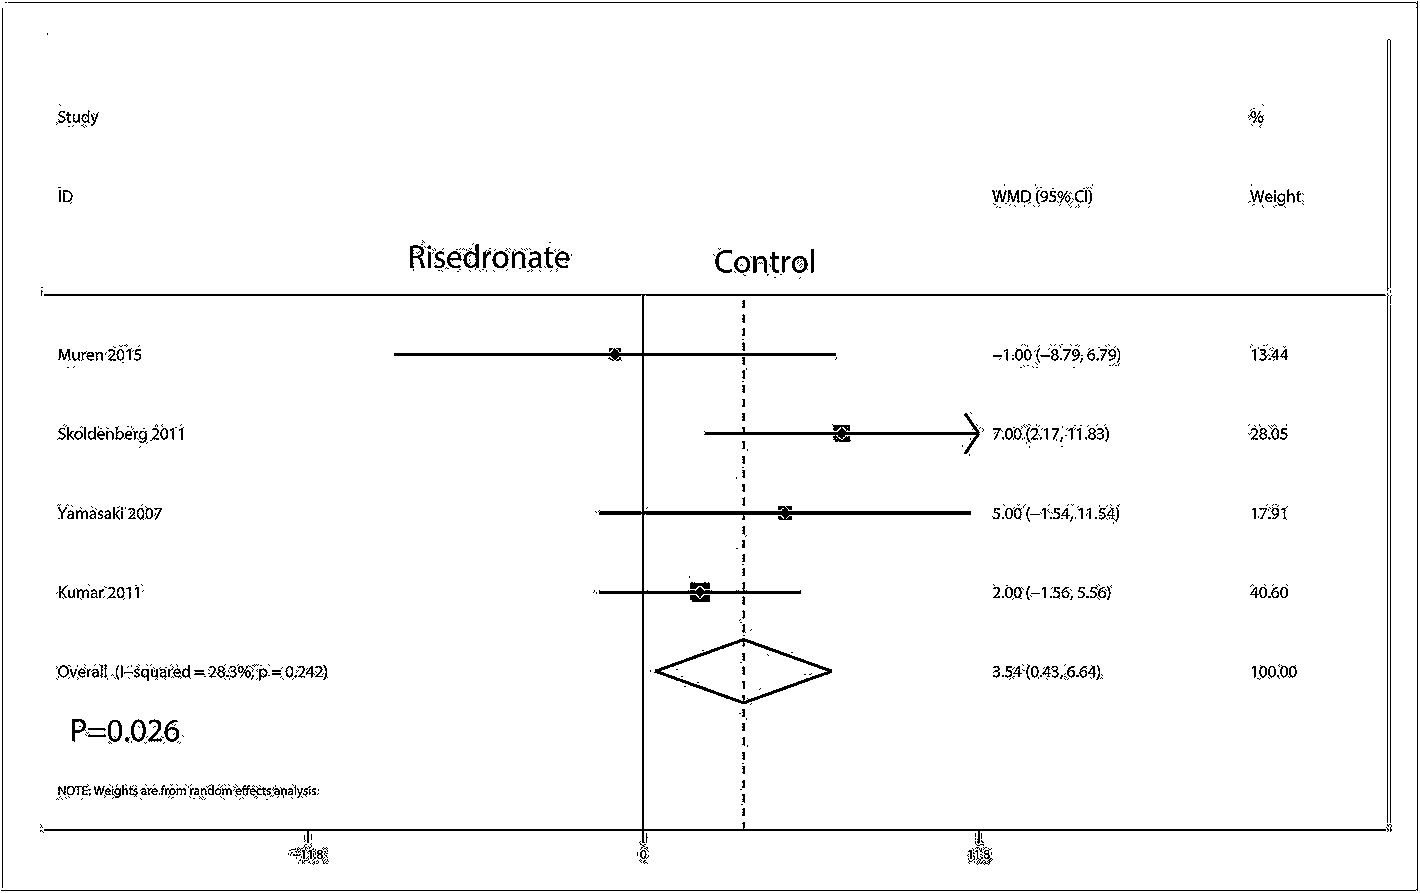 Study %
ID WMD (95% CI) Weight
Risedronate Control
Muren 2015 −1.00 (−8.79, 6.79) 13.44
Skoldenberg 2011 7.00 (2.17, 11.83) 28.05
Yamasaki 2007 5.00 (−1.54, 11.54) 17.91
Kumar 2011 2.00 (−1.56, 5.56) 40.60
Overall (I−squared = 28.3%, p = 0.242) 3.54 (0.43, 6.64) 100.00
P=0.026
NOTE: Weights are from random effects analysis
−11.8 0 11.8